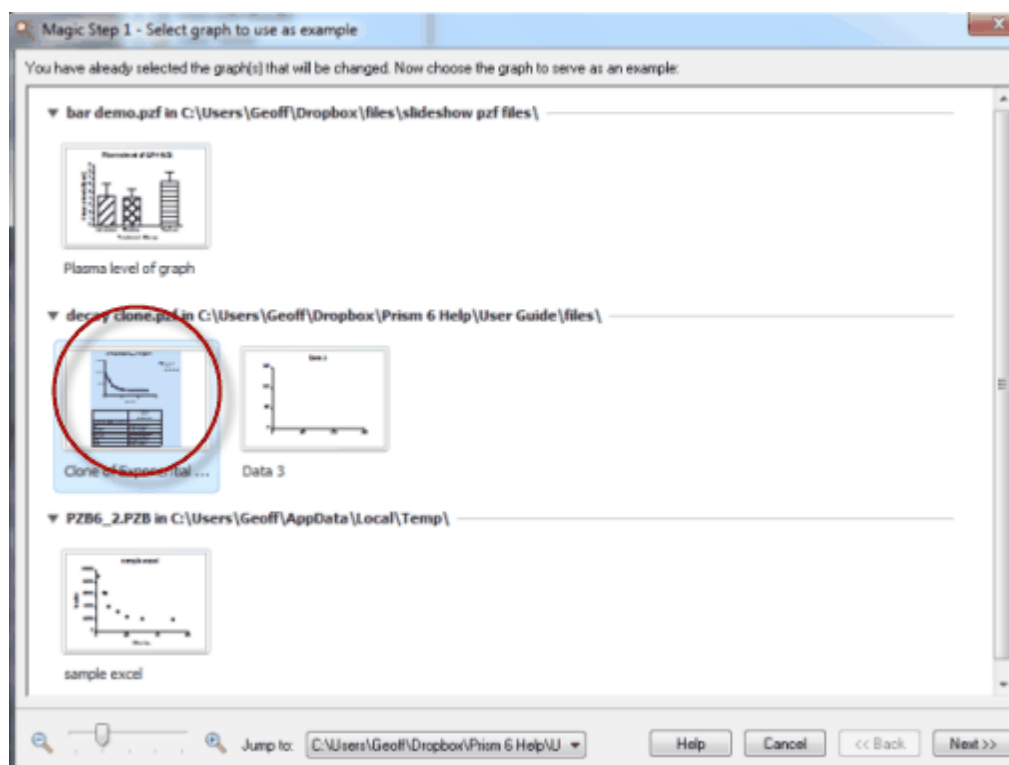 Magic Step 1 - Select graph to use as example
You have already selected the graph(s) that will be changed. Now choose the graph to serve as an example:
bar demo.pzf in C:\Users\Geoff\Dropbox\files\slideshow pzf files\
Plasma level of graph
decay clone.pzf in C:\Users\Geoff\Dropbox\Prism 6 Help\User Guide\files\
Data 3
Clone of Exponential ...
Data 3
PZB6_2.PZB in C:\Users\Geoff\AppData\Local\Temp\
sample excel
sample excel
Jump to: C:\Users\Geoff\Dropbox\Prism 6 Help\U
Help
Cancel
<< Back
Next >>